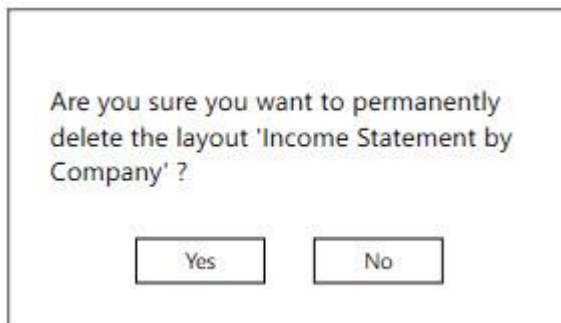 Are you sure you want to permanently
delete the layout 'Income Statement by
Company' ?
Yes No